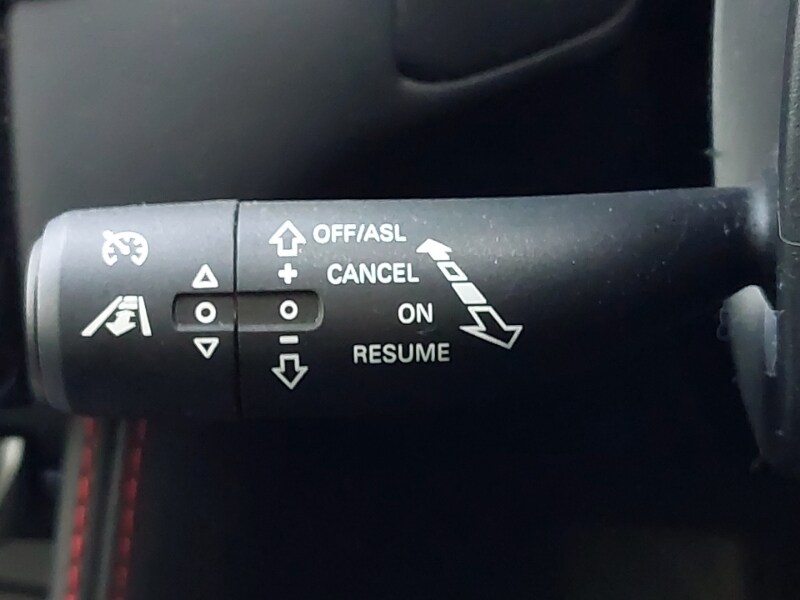 OFF/ASL
+ CANCEL
ON
- RESUME